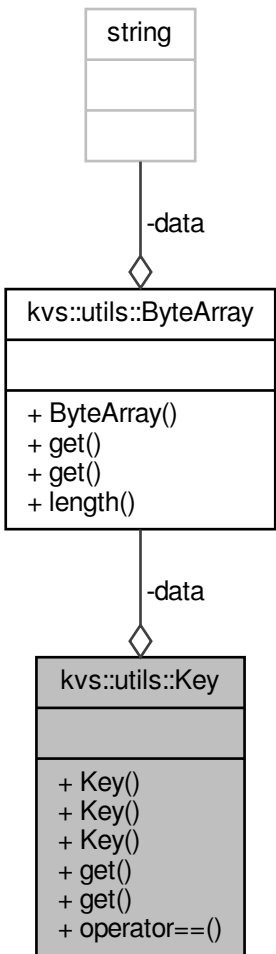 string
-data
kvs::utils::ByteArray
+ ByteArray()
+ get()
+ get()
+ length()
-data
kvs::utils::Key
+ Key()
+ Key()
+ Key()
+ get()
+ get()
+ operator==()